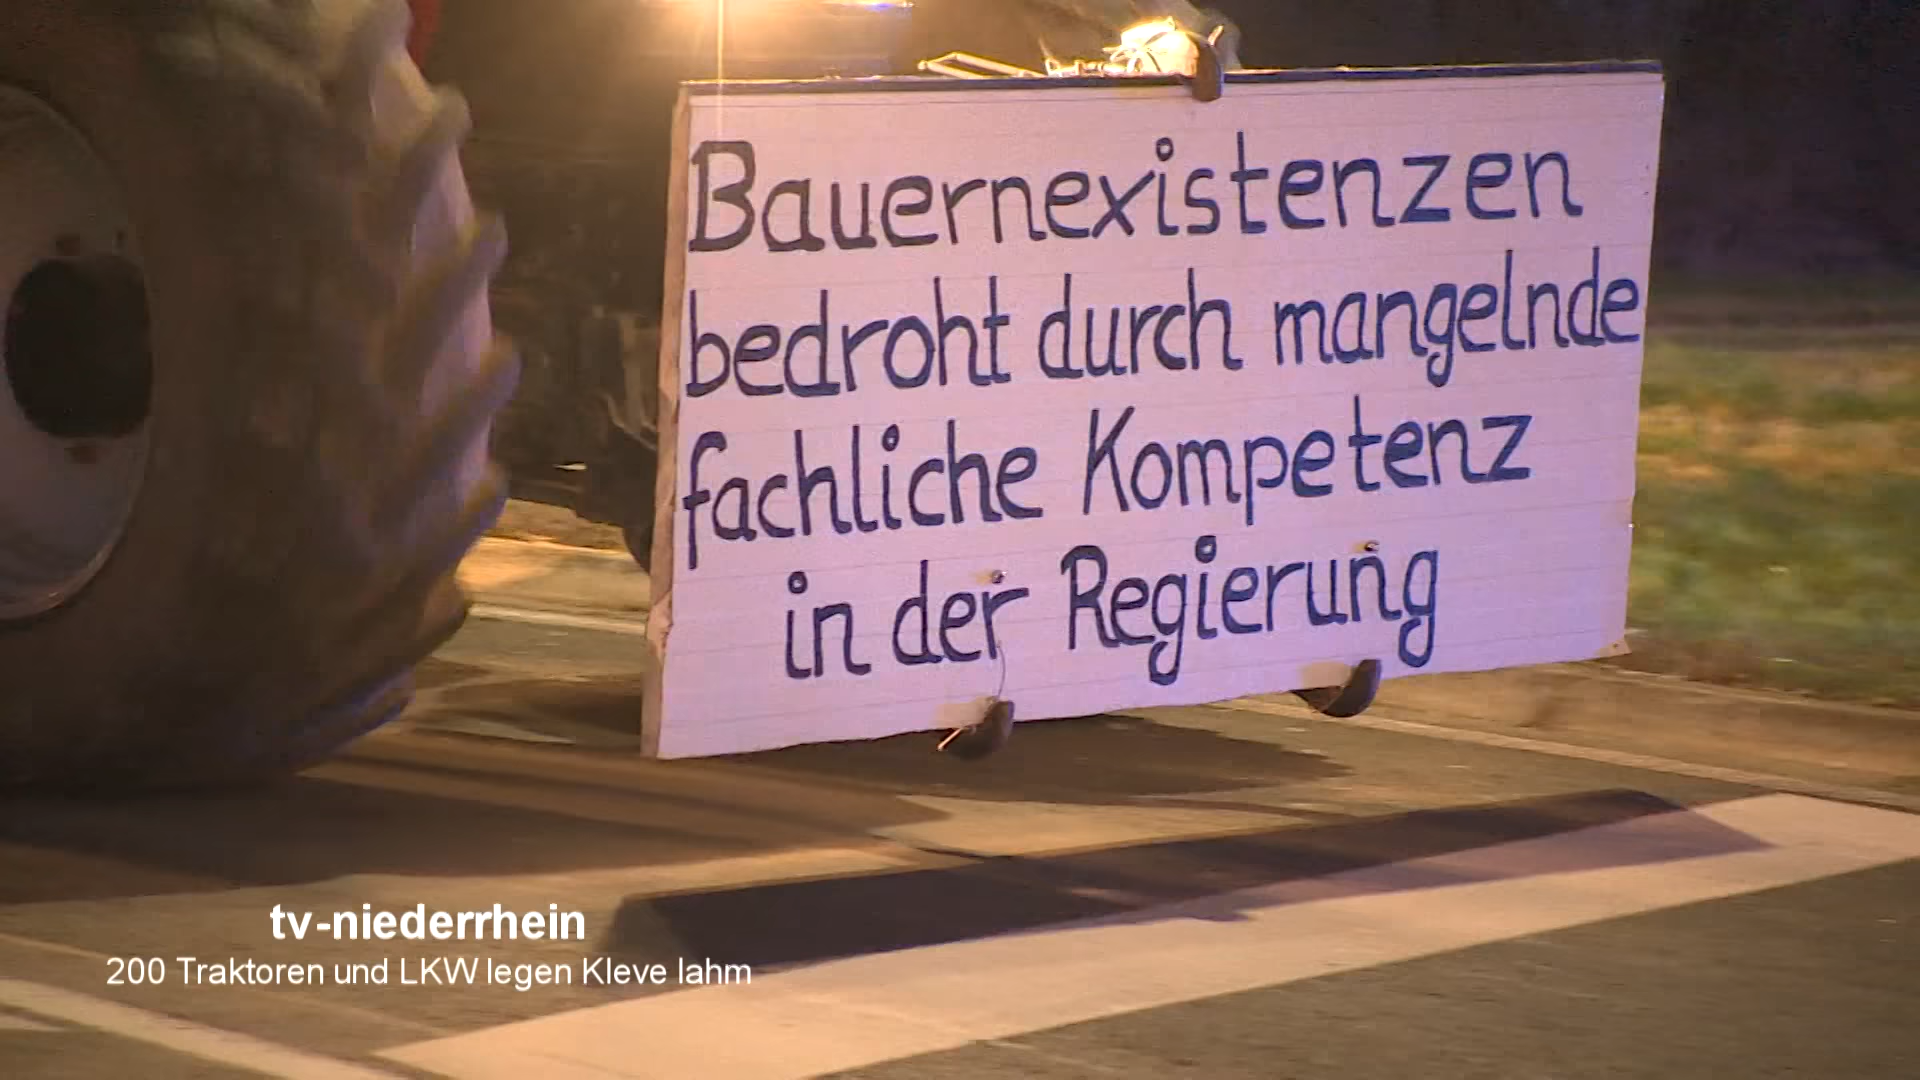 Bauernexistenzen
bedroht durch mangelnde
fachliche Kompetenz
in der Regierung
tv-niederrhein
200 Traktoren und LKW legen Kleve lahm